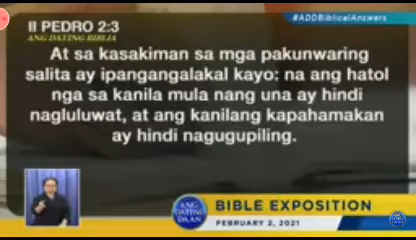 II PEDRO 2:3
ANG DATING BIBLIA
#ADDBiblicalAnswers
At sa kasakiman sa mga pakunwaring
salita ay ipangangalakal kayo: na ang hatol
nga sa kanila mula nang una ay hindi
nagluluwat, at ang kanilang kapahamakan
ay hindi nagugupiling.
ANG
DATING
DAAN
BIBLE EXPOSITION
FEBRUARY 2, 2021